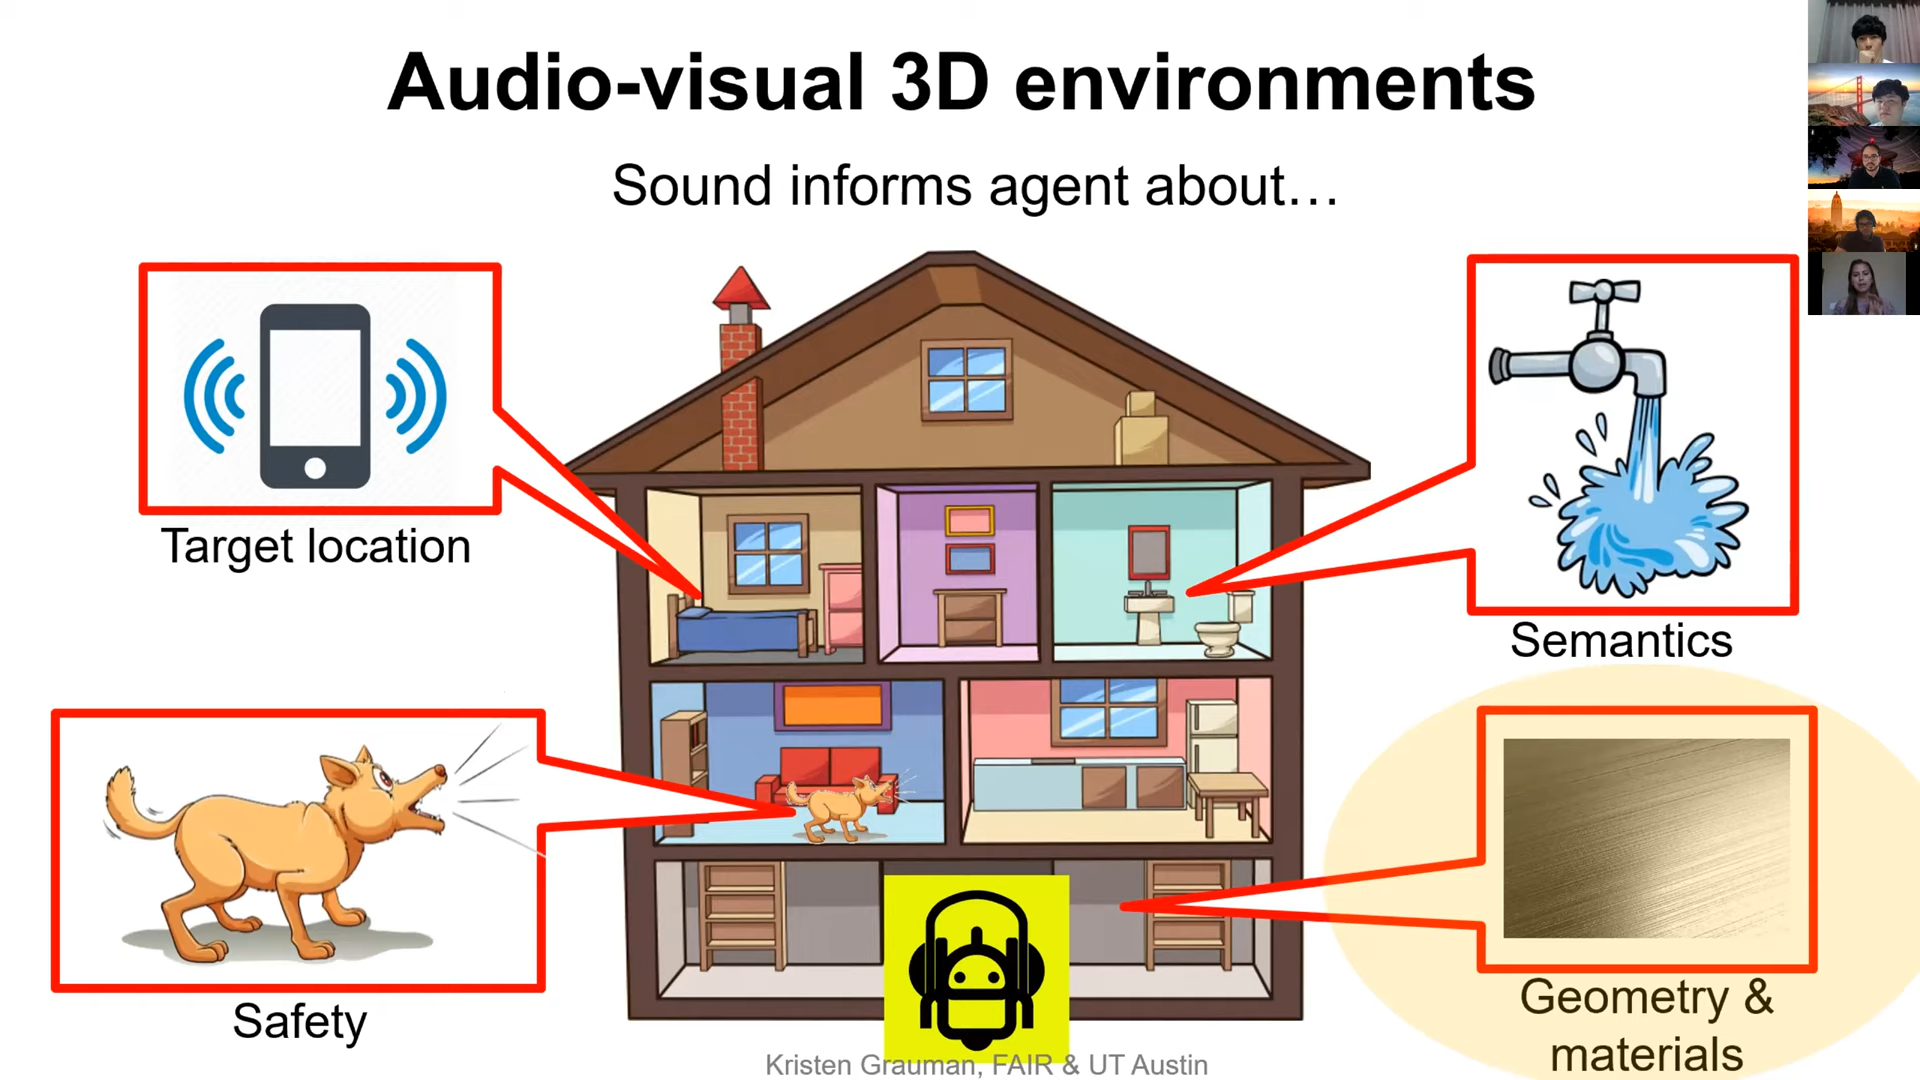 Audio-visual 3D environments
Sound informs agent about…
Target location
Semantics
Safety
Geometry &
materials
Kristen Grauman, FAIR & UT Austin